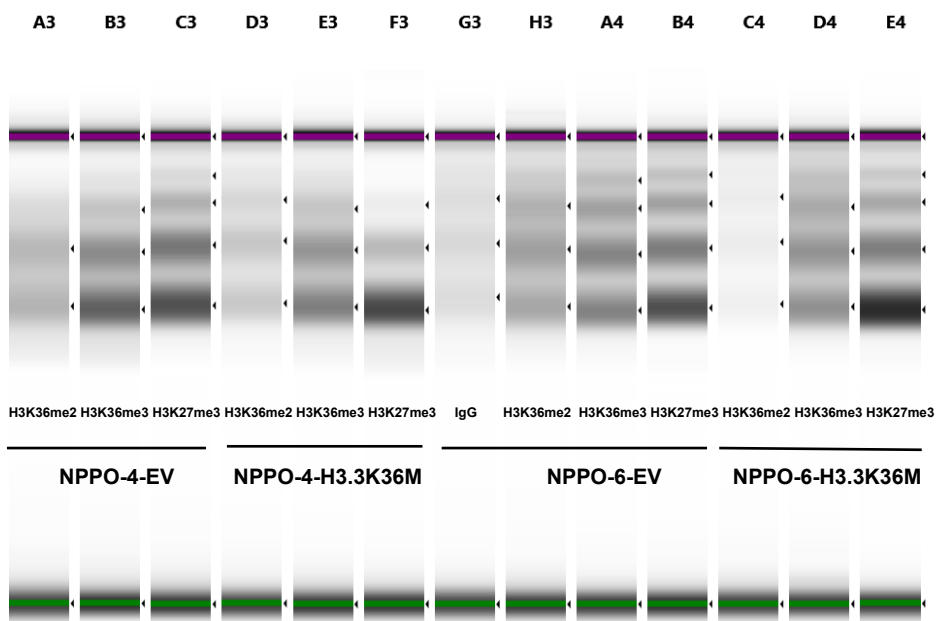 A3 B3 C3 D3 E3 F3 G3 H3 A4 B4 C4 D4 E4
H3K36me2 H3K36me3 H3K27me3 H3K36me2 H3K36me3 H3K27me3 IgG H3K36me2 H3K36me3 H3K27me3 H3K36me2 H3K36me3 H3K27me3
NPPO-4-EV NPPO-4-H3.3K36M NPPO-6-EV NPPO-6-H3.3K36M